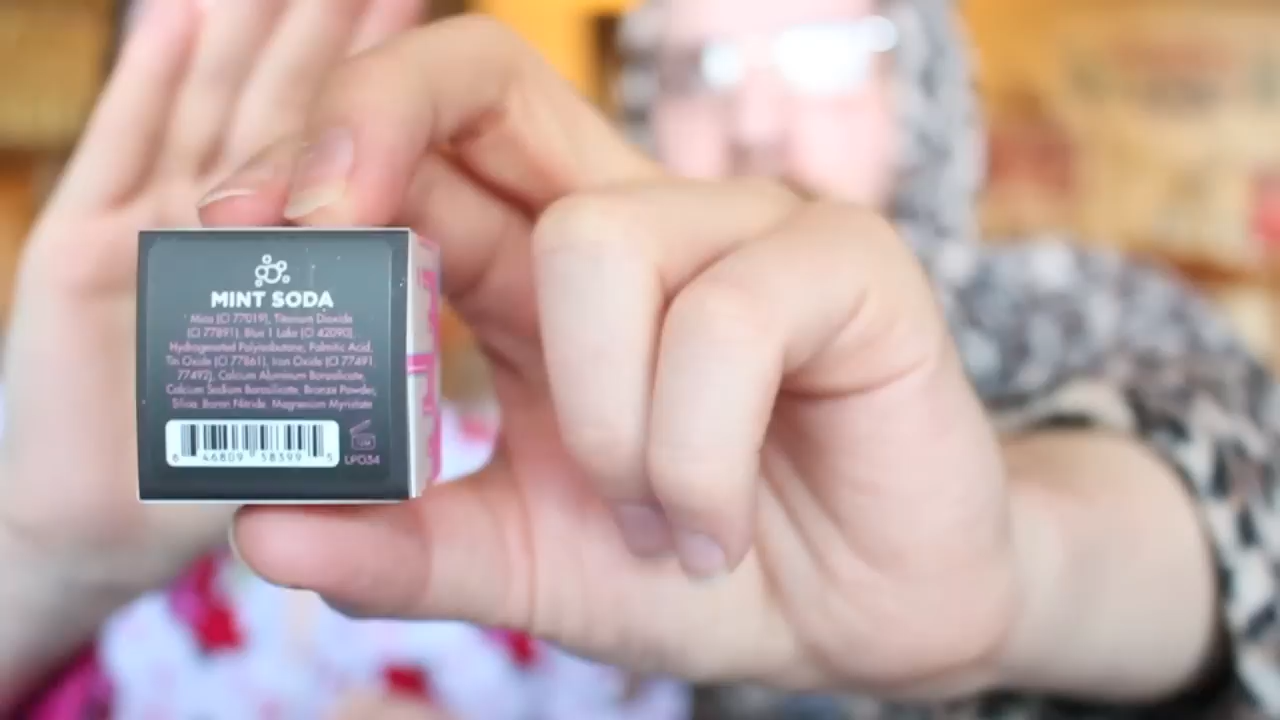 MINT SODA
Mica (CI 77019), Titanium Dioxide
(CI 77891), Blue 1 Lake (CI 42090),
Hydrogenated Polyisobutane, Palmitic Acid,
Tin Oxide (CI 77861), Iron Oxide (CI 77491,
77492), Calcium Aluminum Borosilicate,
Calcium Sodium Borosilicate, Bronze Powder,
Silica, Boron Nitride, Magnesium Myristate
6 46809 58399 5
LP034